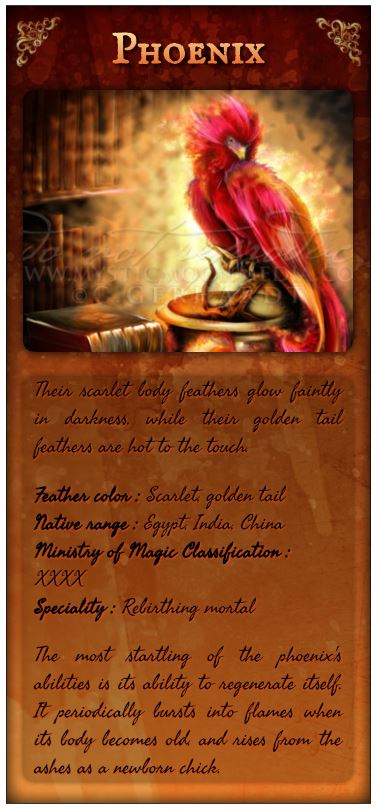 PHOENIX
Their scarlet body feathers glow faintly
in darkness, while their golden tail
feathers are hot to the touch.
Feather color : Scarlet, golden tail
Native range : Egypt, India, China
Ministry of Magic Classification :
XXXX
Speciality : Rebirthing mortal
The most startling of the phoenix's
abilities is its ability to regenerate itself.
It periodically bursts into flames when
its body becomes old, and rises from the
ashes as a newborn chick.